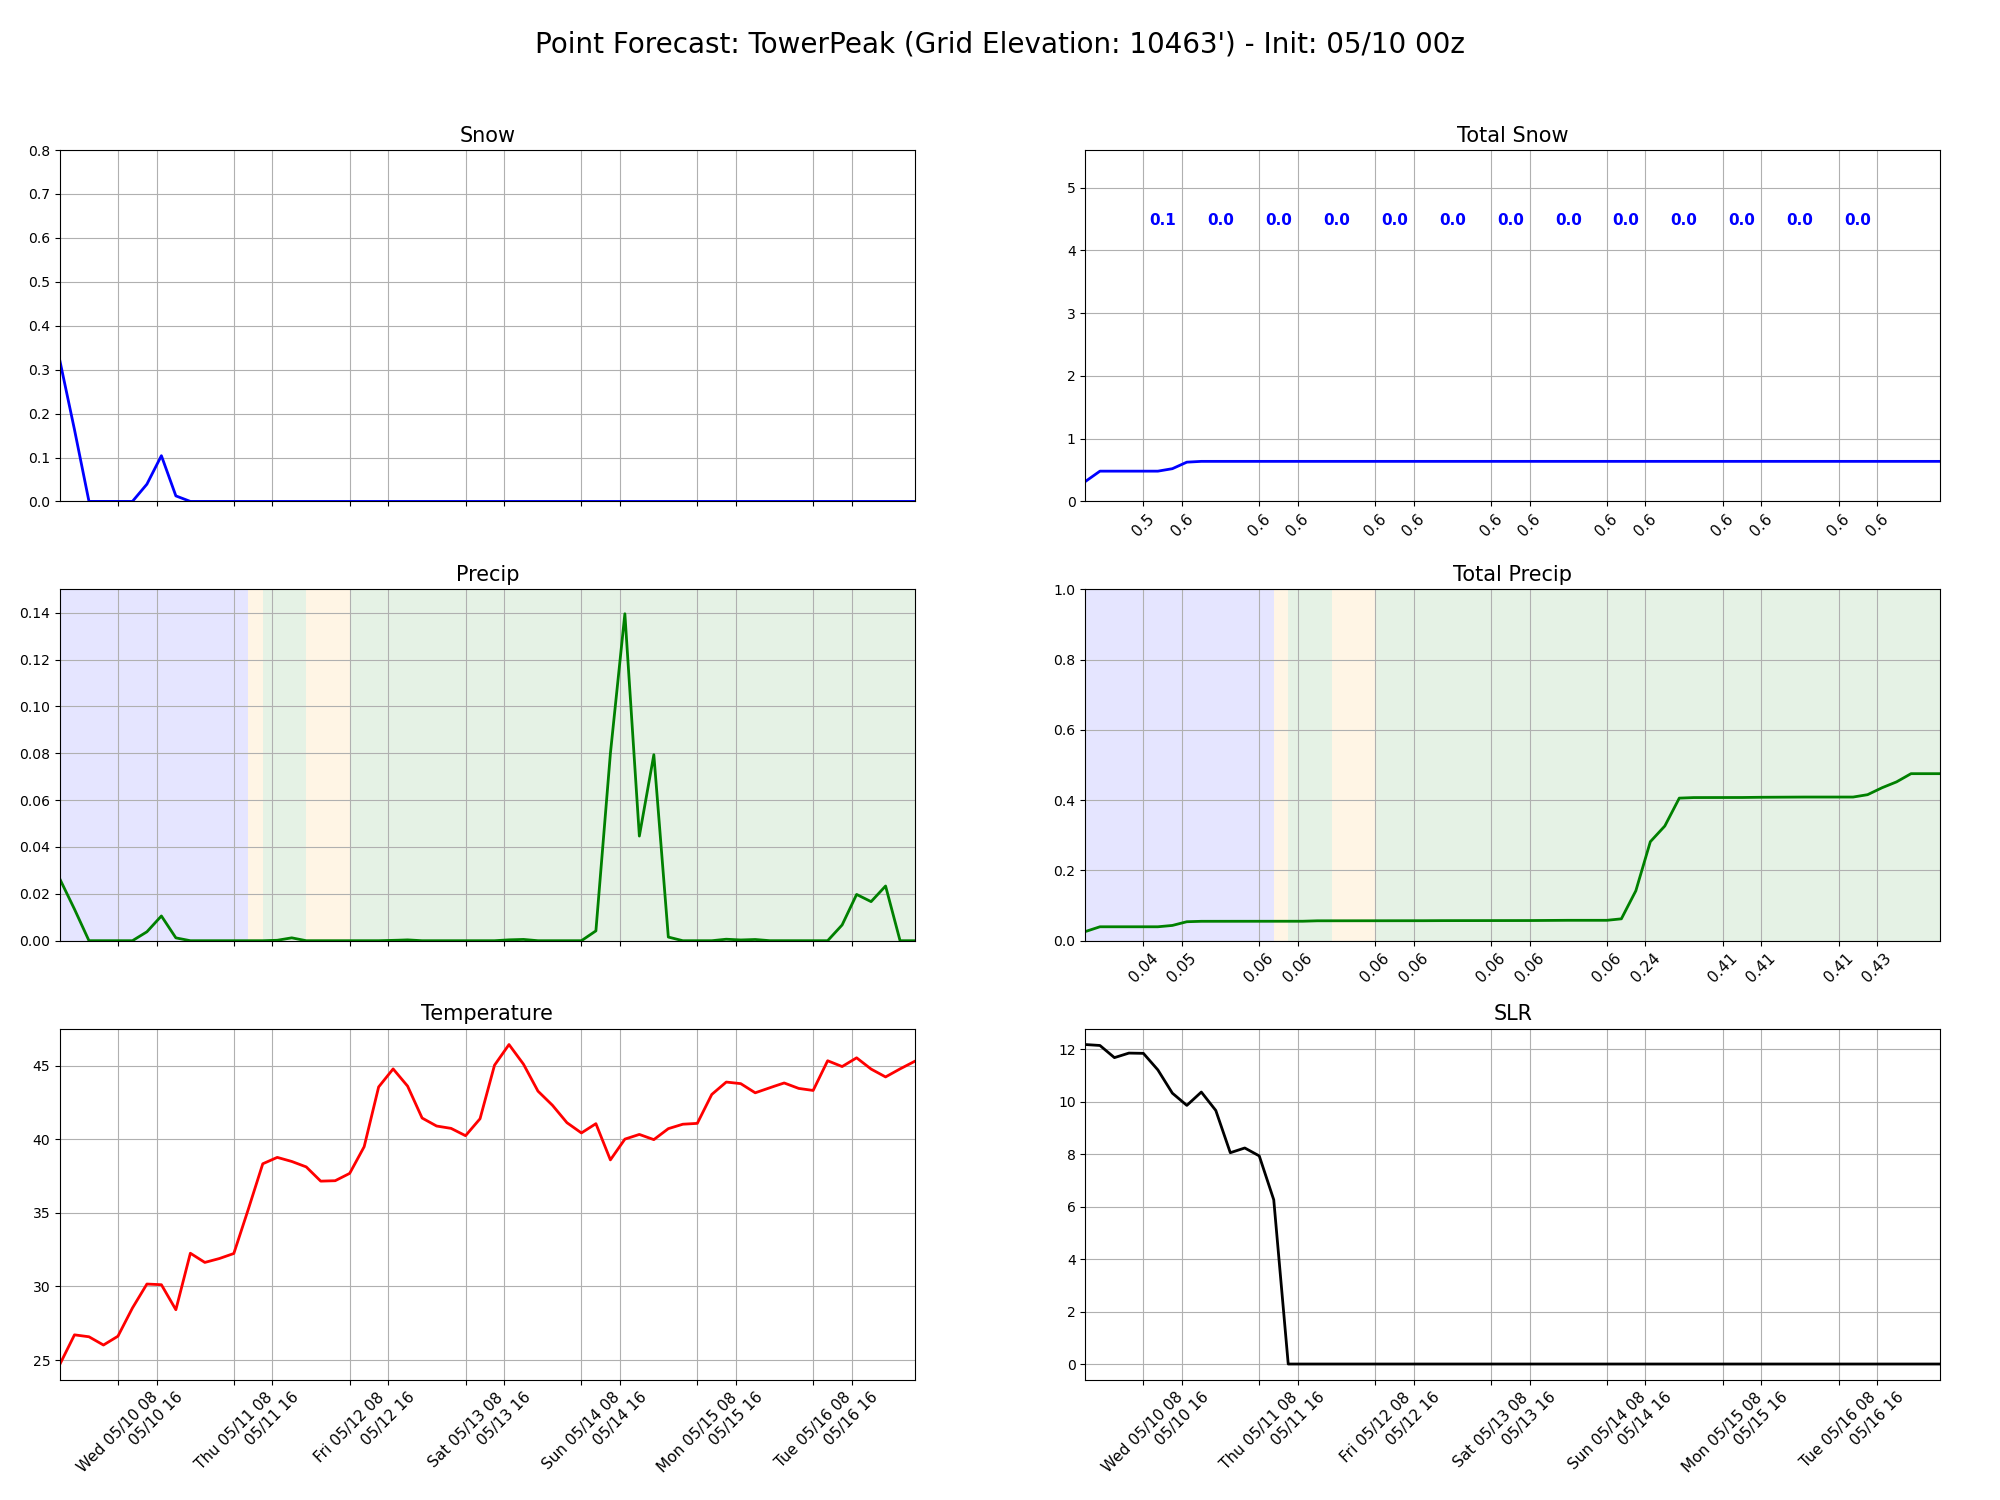 Point Forecast: TowerPeak (Grid Elevation: 10463') - Init: 05/10 00z
Snow
0.8
0.7
0.6
0.5
0.4
0.3
0.2
0.1
0.0
Total Snow
5
4
3
2
1
0
0.1 0.0 0.0 0.0 0.0 0.0 0.0 0.0 0.0 0.0 0.0 0.0 0.0
0.5 0.6 0.6 0.6 0.6 0.6 0.6 0.6 0.6 0.6 0.6 0.6 0.6 0.6
Precip
0.14
0.12
0.10
0.08
0.06
0.04
0.02
0.00
Total Precip
1.0
0.8
0.6
0.4
0.2
0.0
0.04 0.05 0.06 0.06 0.06 0.06 0.06 0.06 0.06 0.24 0.41 0.41 0.41 0.43
Temperature
45
40
35
30
25
Wed 05/10 08
05/10 16
Thu 05/11 08
05/11 16
Fri 05/12 08
05/12 16
Sat 05/13 08
05/13 16
Sun 05/14 08
05/14 16
Mon 05/15 08
05/15 16
Tue 05/16 08
05/16 16
SLR
12
10
8
6
4
2
0
Wed 05/10 08
05/10 16
Thu 05/11 08
05/11 16
Fri 05/12 08
05/12 16
Sat 05/13 08
05/13 16
Sun 05/14 08
05/14 16
Mon 05/15 08
05/15 16
Tue 05/16 08
05/16 16